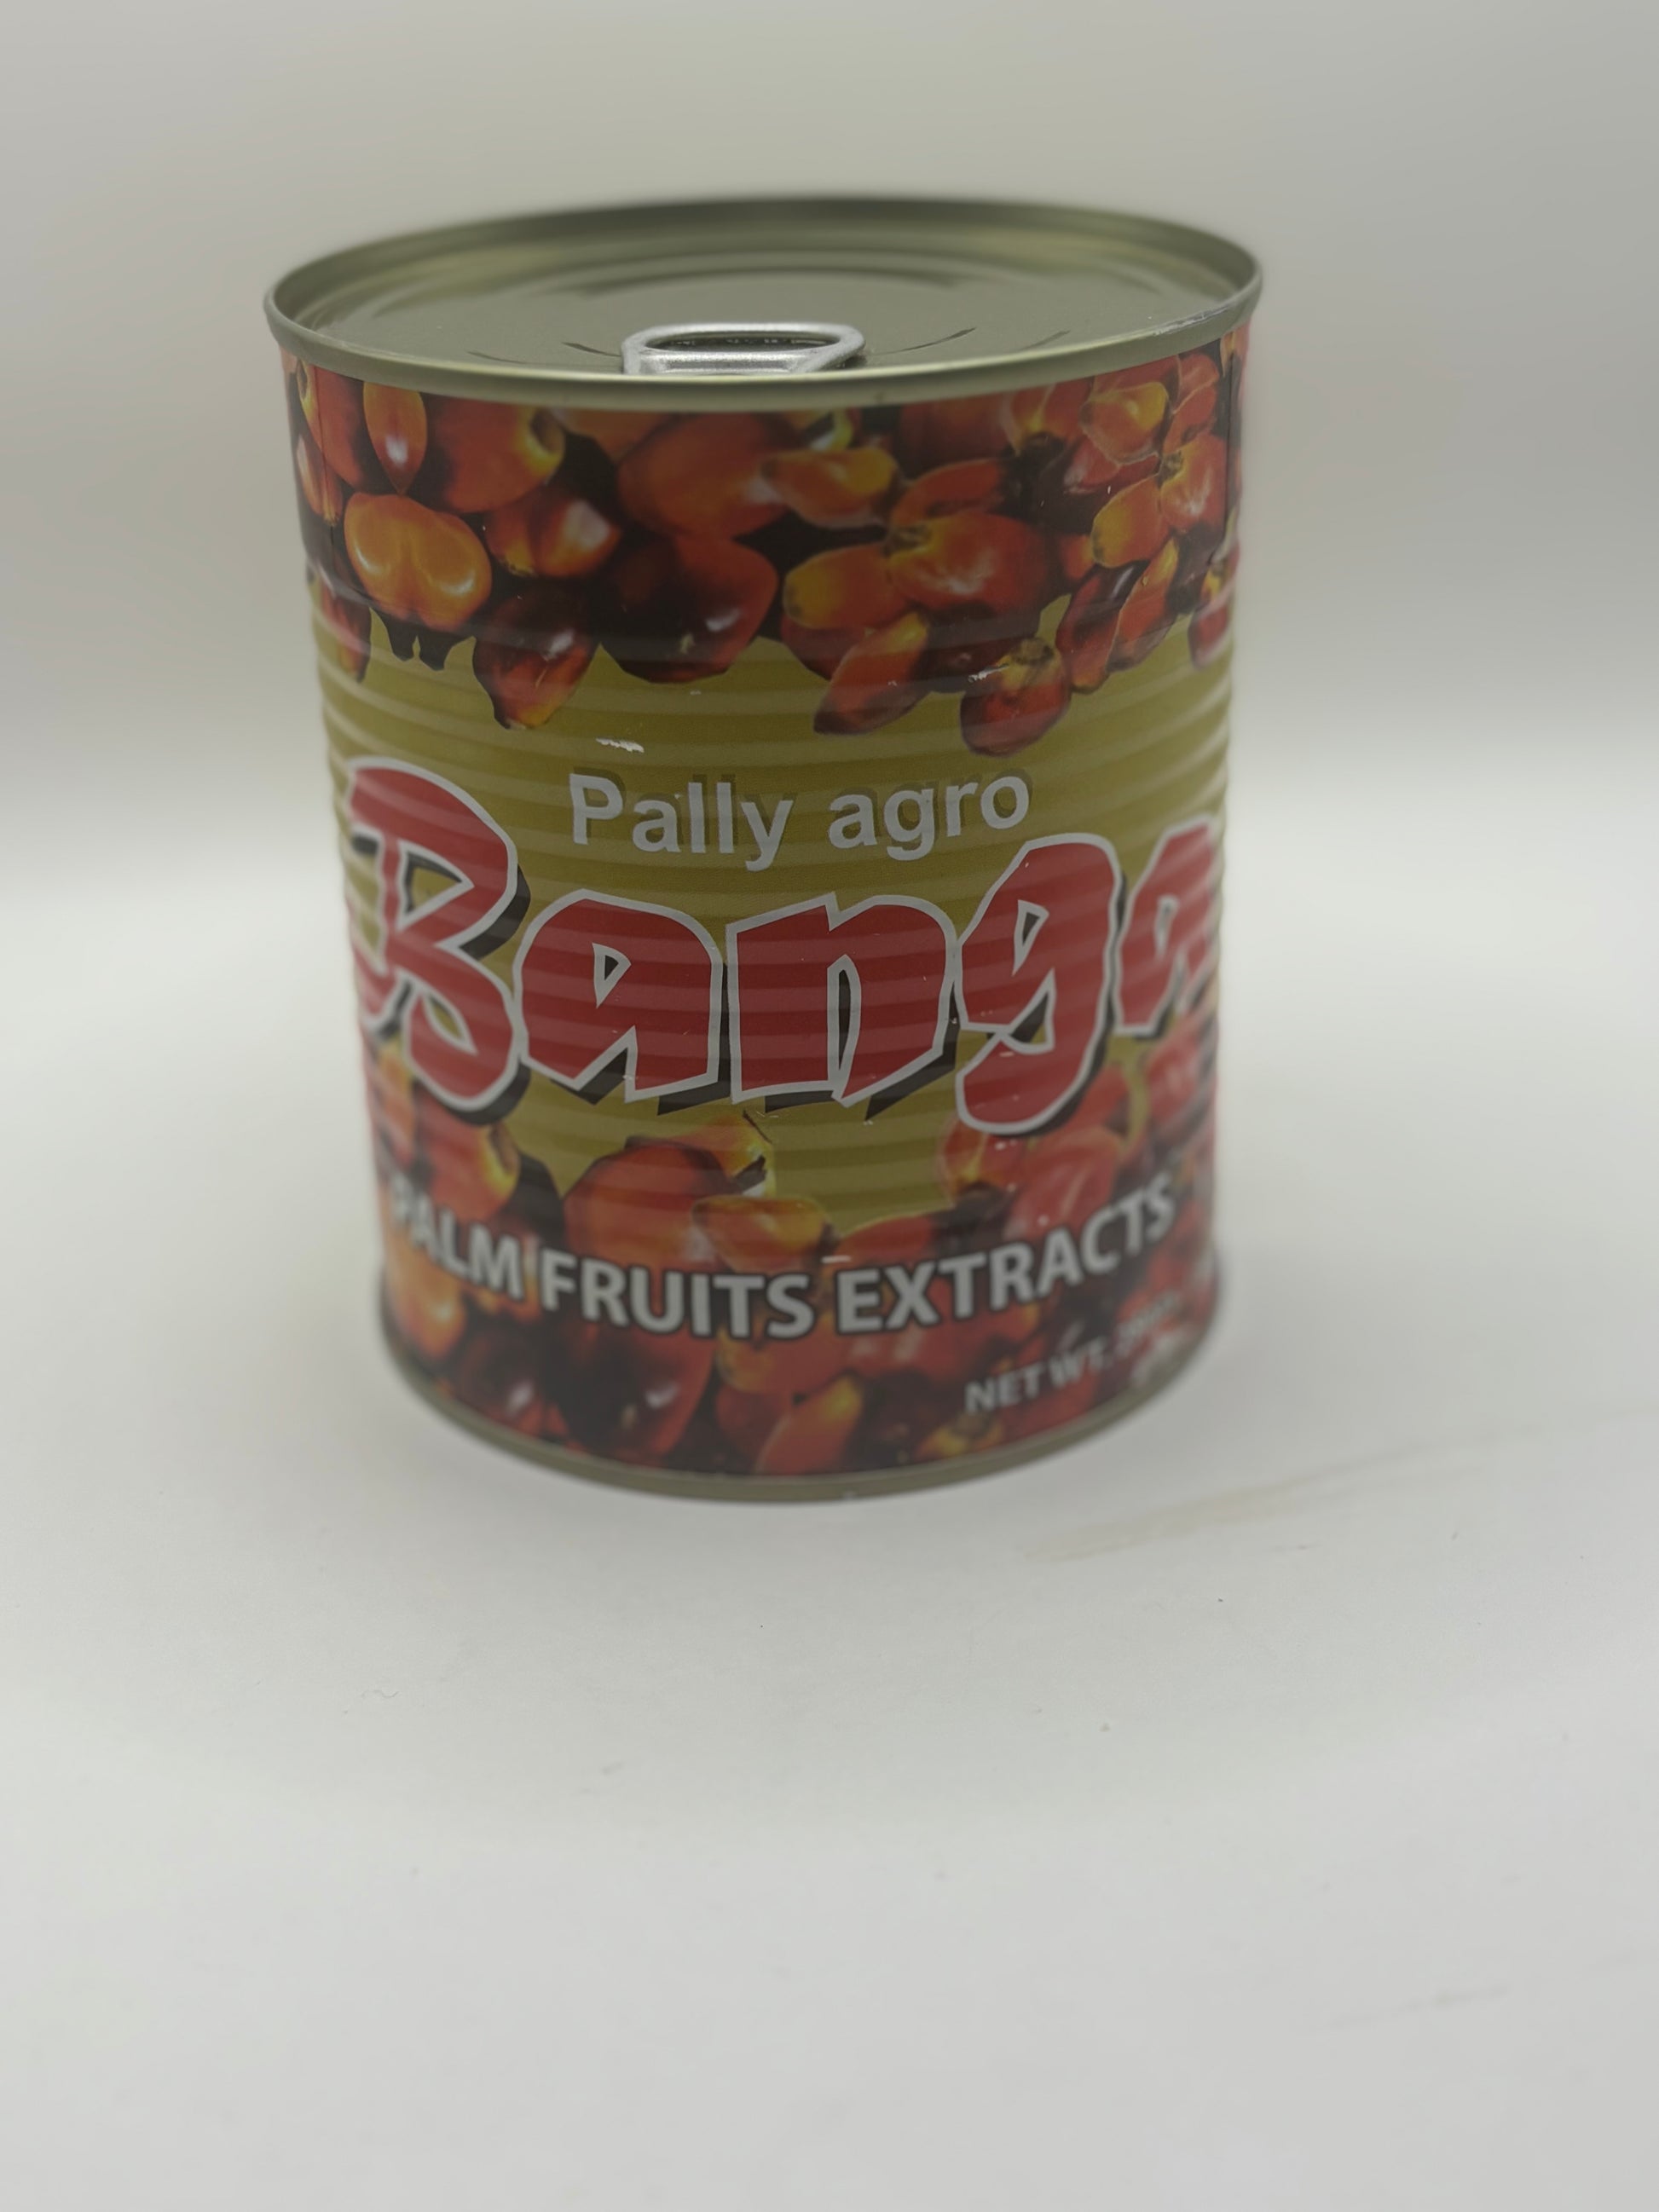 Pally agro
Banga
PALM FRUITS EXTRACTS
NET WT.